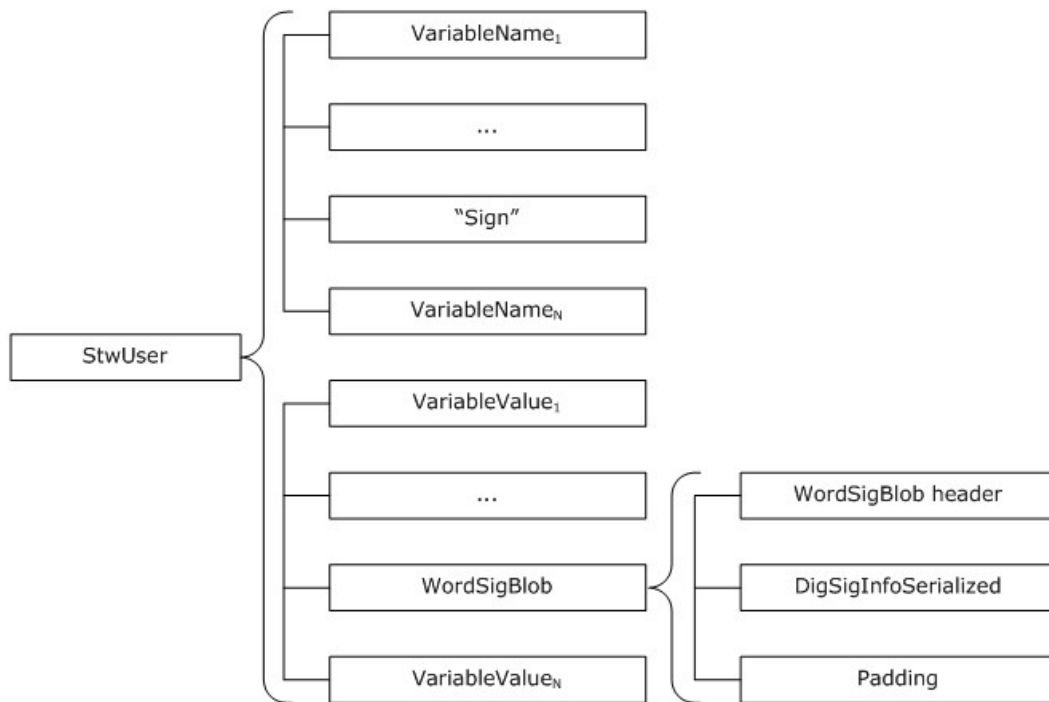 VariableName₁
...
“Sign”
VariableNameN
StwUser
VariableValue₁
...
WordSigBlob header
WordSigBlob
DigSigInfoSerialized
VariableValueN
Padding